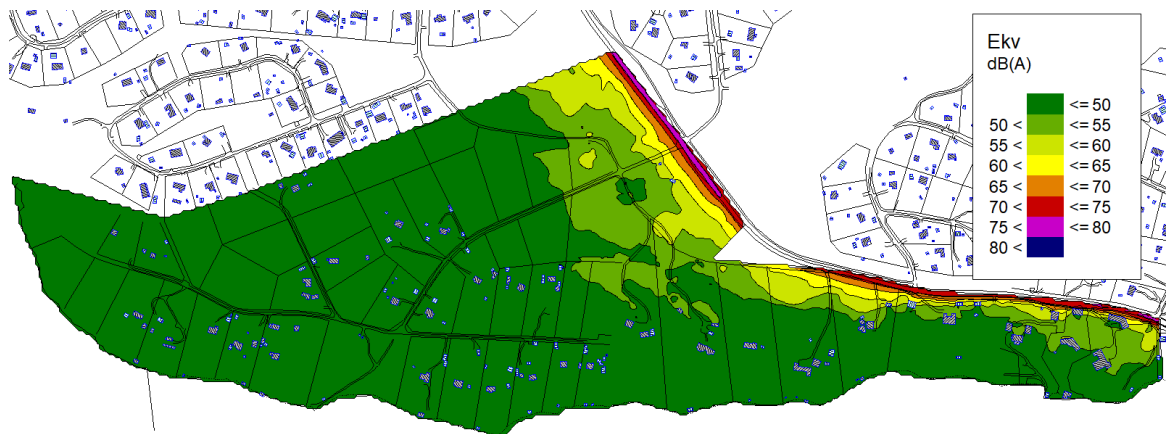 Ekv
dB(A)
<= 50
50 < <= 55
55 < <= 60
60 < <= 65
65 < <= 70
70 < <= 75
75 < <= 80
80 <